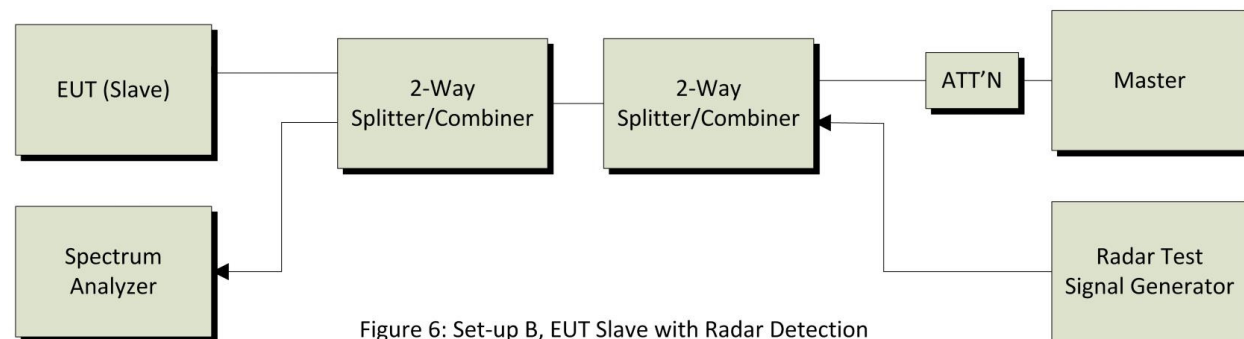 EUT (Slave)
2-Way
Splitter/Combiner
2-Way
Splitter/Combiner
ATT’N
Master
Spectrum
Analyzer
Radar Test
Signal Generator
Figure 6: Set-up B, EUT Slave with Radar Detection